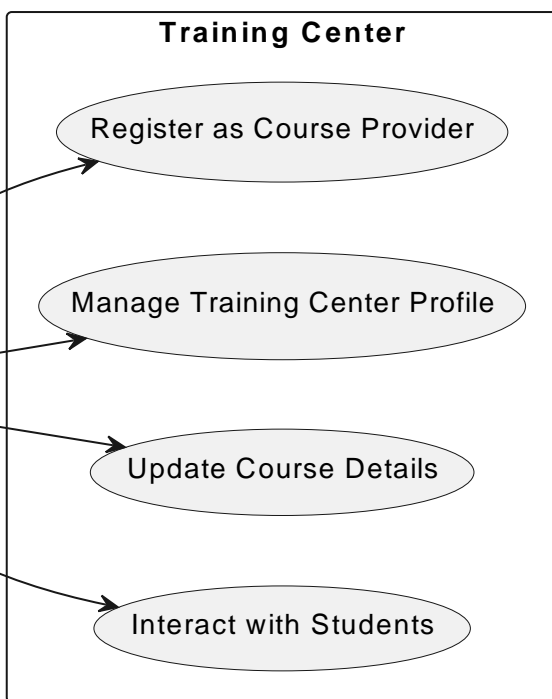 Training Center
Register as Course Provider
Manage Training Center Profile
Update Course Details
Interact with Students